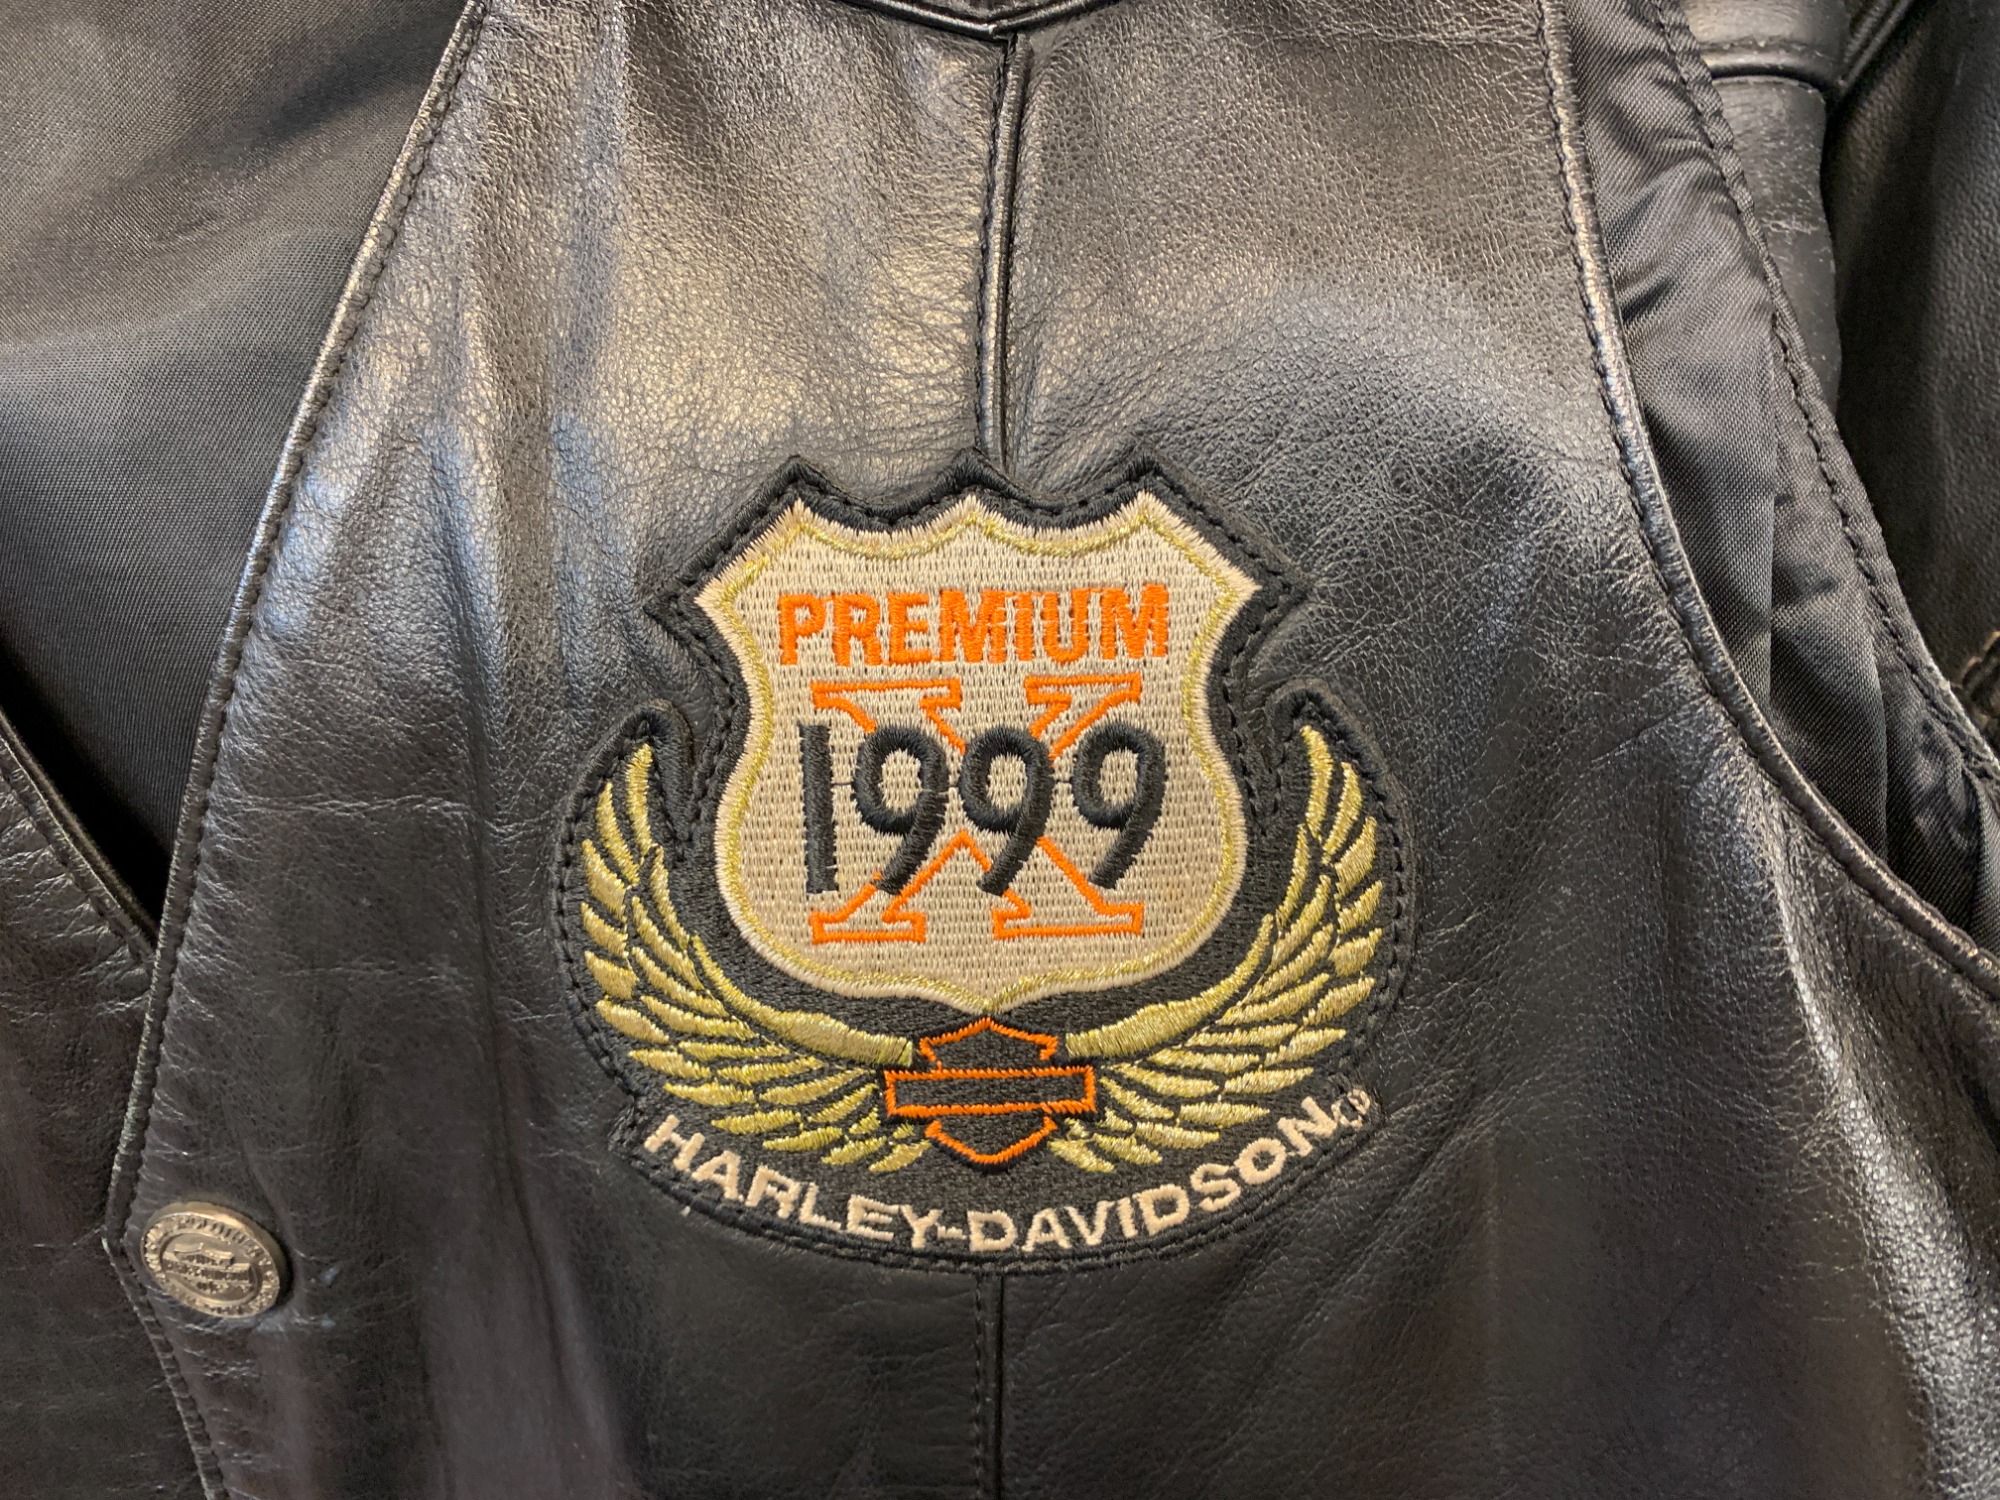 PREMIUM
X
1999
HARLEY-DAVIDSON®